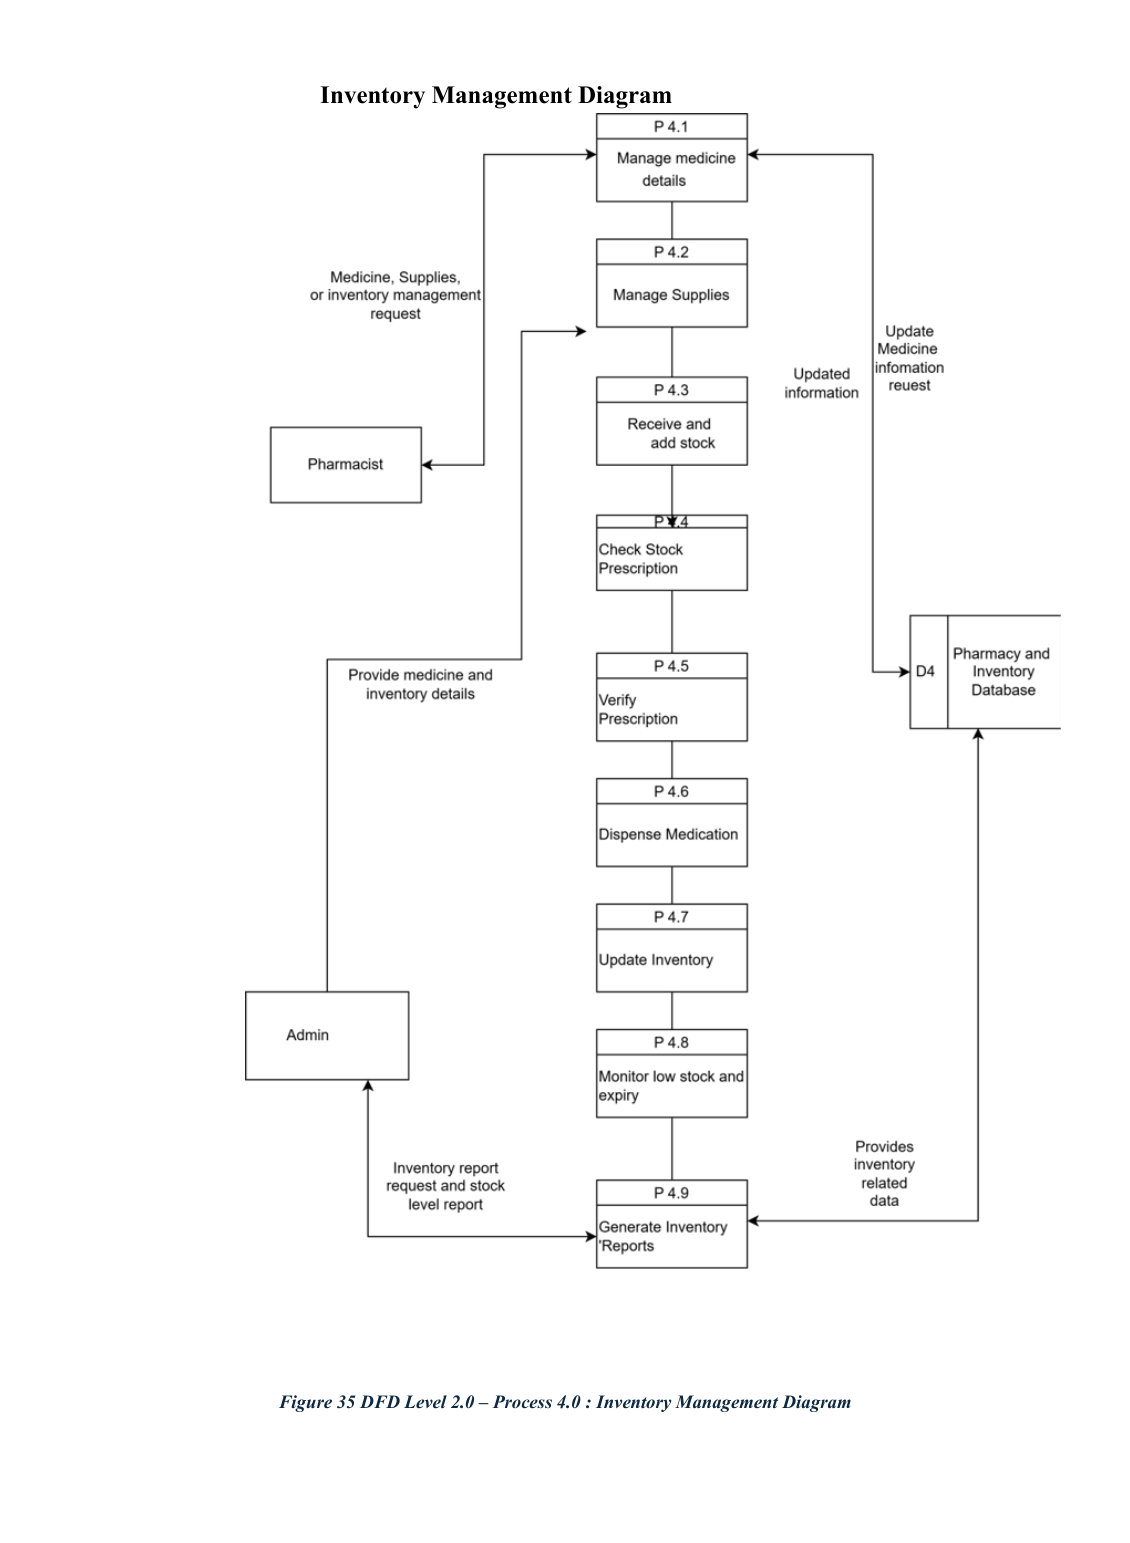 Inventory Management Diagram
P 4.1
Manage medicine
details
P 4.2
Manage Supplies
Medicine, Supplies,
or inventory management
request
Update
Medicine
infomation
reuest
Updated
information
P 4.3
Receive and
add stock
Pharmacist
P 4.4
Check Stock
Prescription
Pharmacy and
Inventory
Database
D4
Provide medicine and
inventory details
P 4.5
Verify
Prescription
P 4.6
Dispense Medication
P 4.7
Update Inventory
Admin
P 4.8
Monitor low stock and
expiry
Provides
inventory
related
data
Inventory report
request and stock
level report
P 4.9
Generate Inventory
'Reports
Figure 35 DFD Level 2.0 – Process 4.0 : Inventory Management Diagram